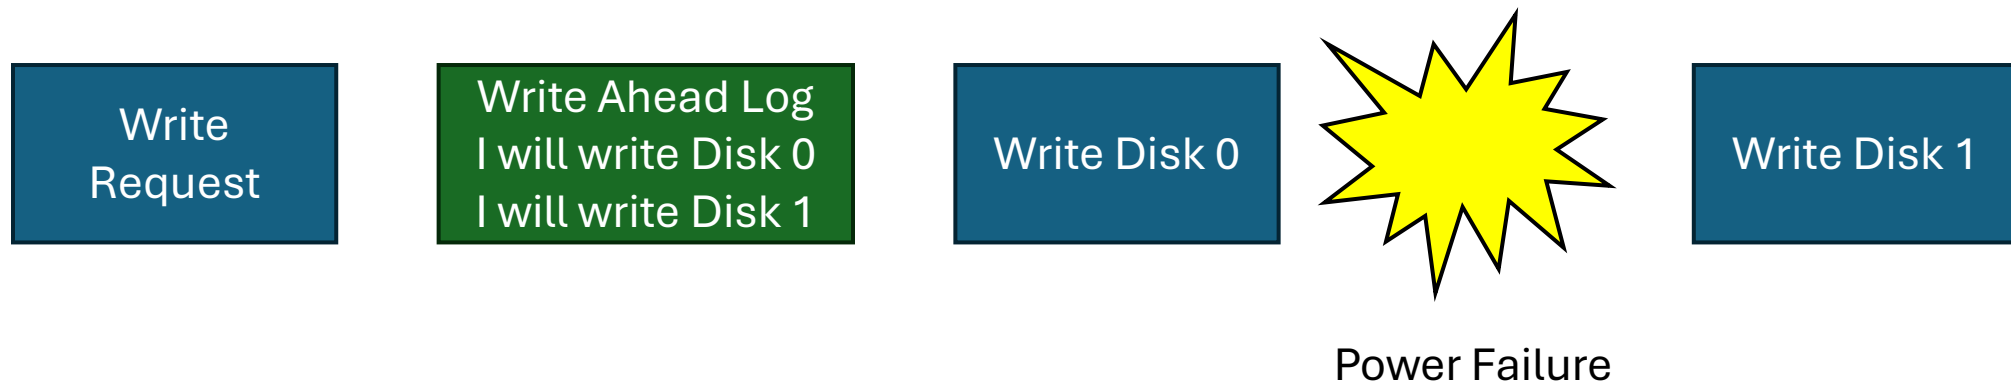 Write
Request
Write Ahead Log
I will write Disk 0
I will write Disk 1
Write Disk 0
Write Disk 1
Power Failure